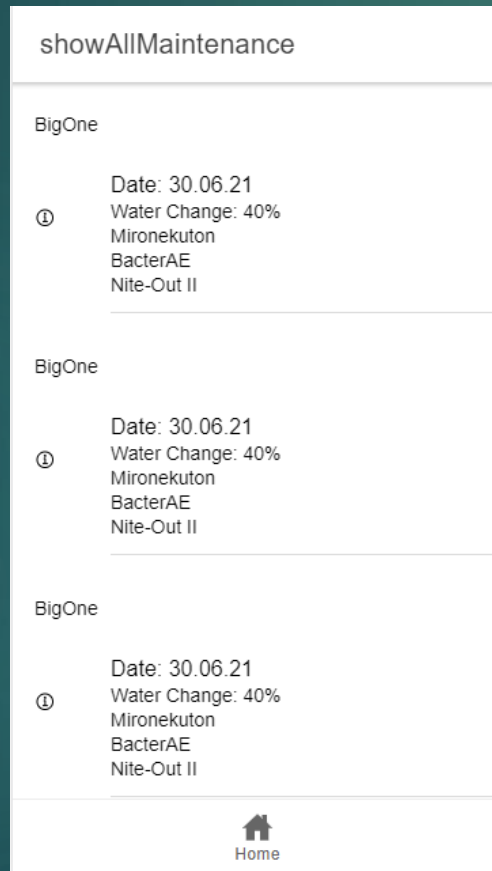 showAllMaintenance
BigOne
Date: 30.06.21
Water Change: 40%
Mironekuton
BacterAE
Nite-Out II
BigOne
Date: 30.06.21
Water Change: 40%
Mironekuton
BacterAE
Nite-Out II
BigOne
Date: 30.06.21
Water Change: 40%
Mironekuton
BacterAE
Nite-Out II
Home